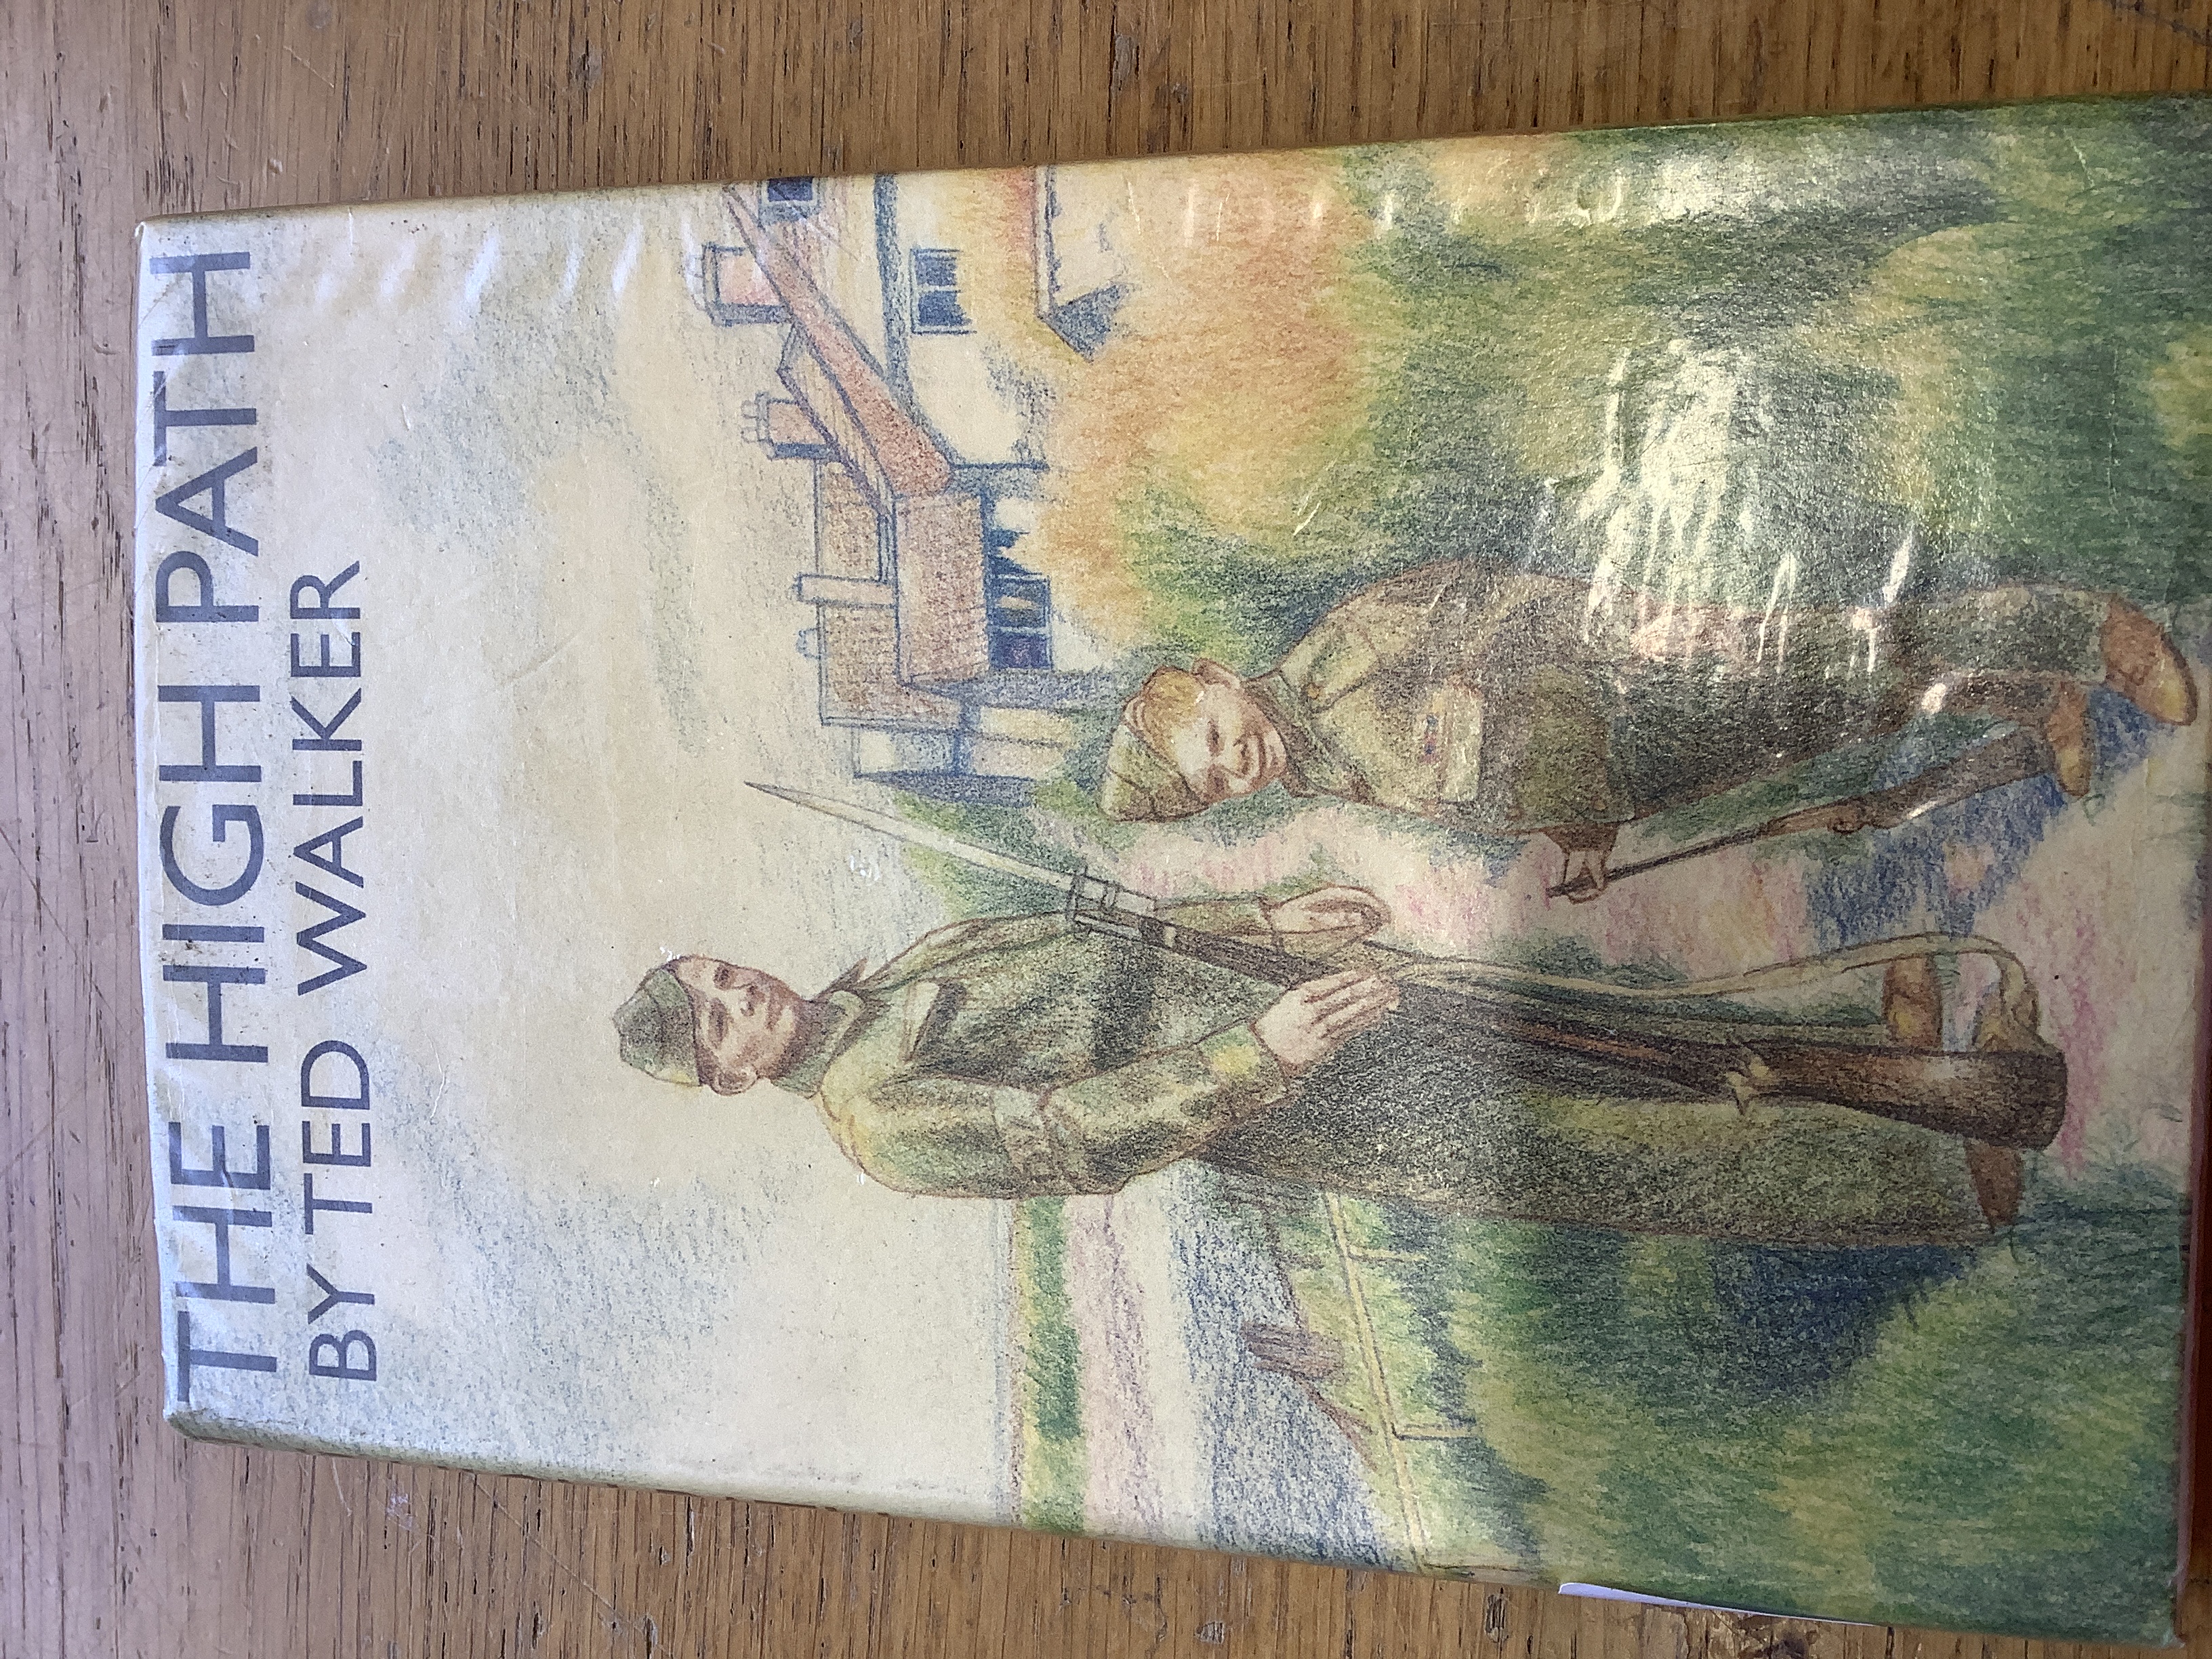 THE HIGH PATH
BY TED WALKER